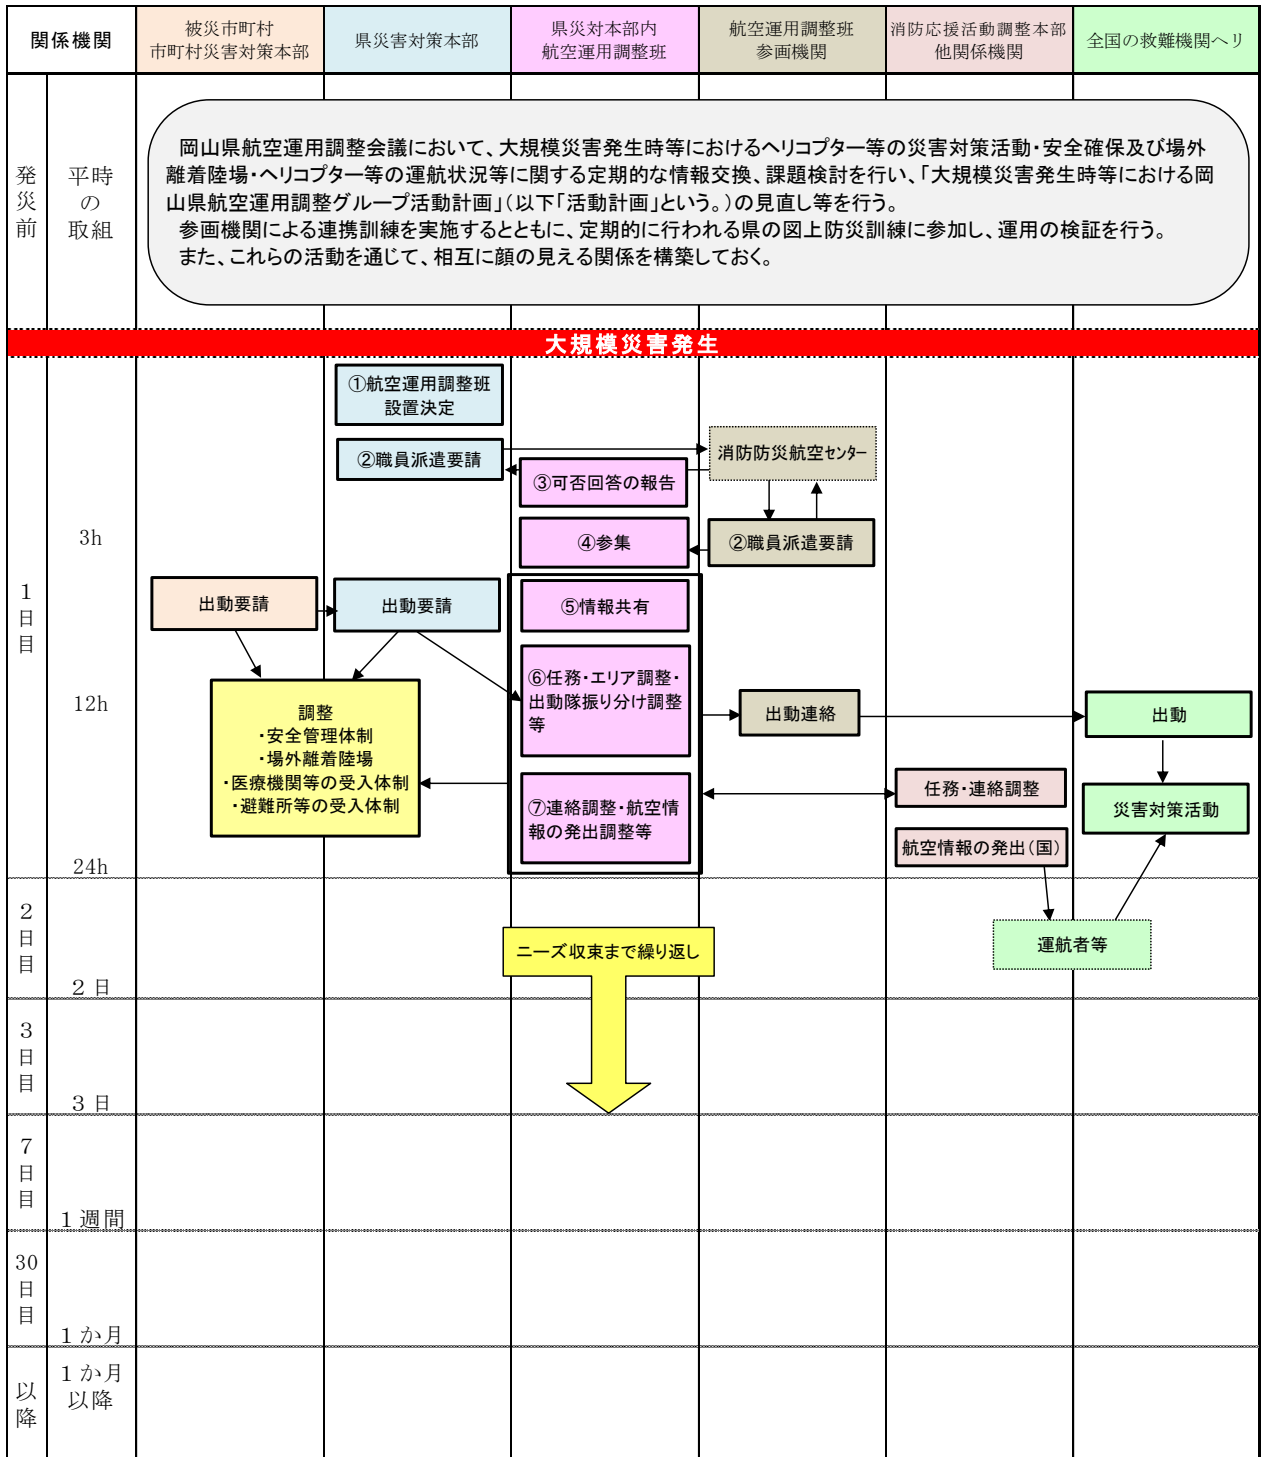 関係機関
被災市町村
市町村災害対策本部
県災害対策本部
県災対本部内
航空運用調整班
航空運用調整班
参画機関
消防応援活動調整本部
他関係機関
全国の救難機関ヘリ
発災前
平時
の
取組
岡山県航空運用調整会議において、大規模災害発生時等におけるヘリコプター等の災害対策活動・安全確保及び場外
離着陸場・ヘリコプター等の運航状況等に関する定期的な情報交換、課題検討を行い、「大規模災害発生時等における岡
山県航空運用調整グループ活動計画」（以下「活動計画」という。）の見直し等を行う。
参画機関による連携訓練を実施するとともに、定期的に行われる県の図上防災訓練に参加し、運用の検証を行う。
また、これらの活動を通じて、相互に顔の見える関係を構築しておく。
大規模災害発生
1日目
3h
12h
24h
①航空運用調整班
設置決定
②職員派遣要請
消防防災航空センター
③可否回答の報告
④参集
②職員派遣要請
出動要請
出動要請
⑤情報共有
⑥任務・エリア調整・
出動隊振り分け調整
等
調整
・安全管理体制
・場外離着陸場
・医療機関等の受入体制
・避難所等の受入体制
出動連絡
出動
⑦連絡調整・航空情
報の発出調整等
任務・連絡調整
災害対策活動
航空情報の発出（国）
2日目
2日
ニーズ収束まで繰り返し
運航者等
3日目
3日
7日目
1週間
30日目
1か月
以降
1か月
以降